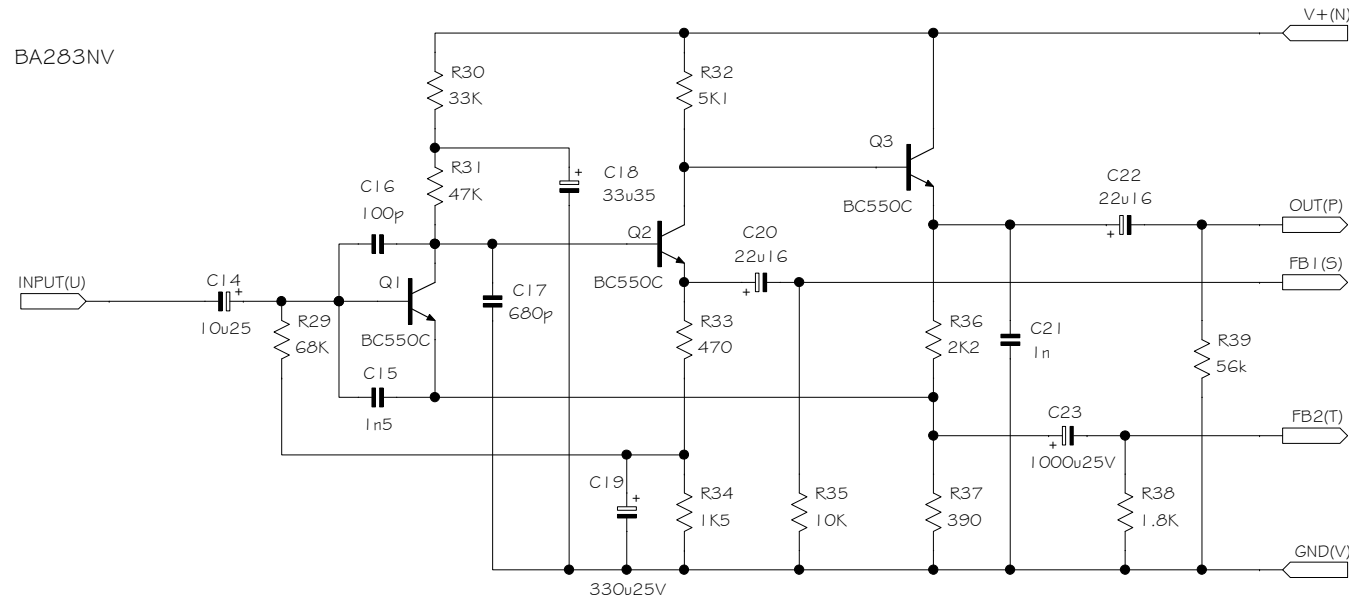 BA283NV
V+(N)
R30
33K
R32
5K1
Q3
BC550C
R31
47K
C16
100p
C18
33u35
C22
22u16
OUT(P)
Q2
BC550C
C20
22u16
FB1(S)
INPUT(U)
C14
10u25
Q1
BC550C
C17
680p
R29
68K
R33
470
R36
2K2
C21
1n
R39
56k
C15
1n5
C23
1000u25V
FB2(T)
C19
330u25V
R34
1K5
R35
10K
R37
390
R38
1.8K
GND(V)
+
+
+
+
+
+